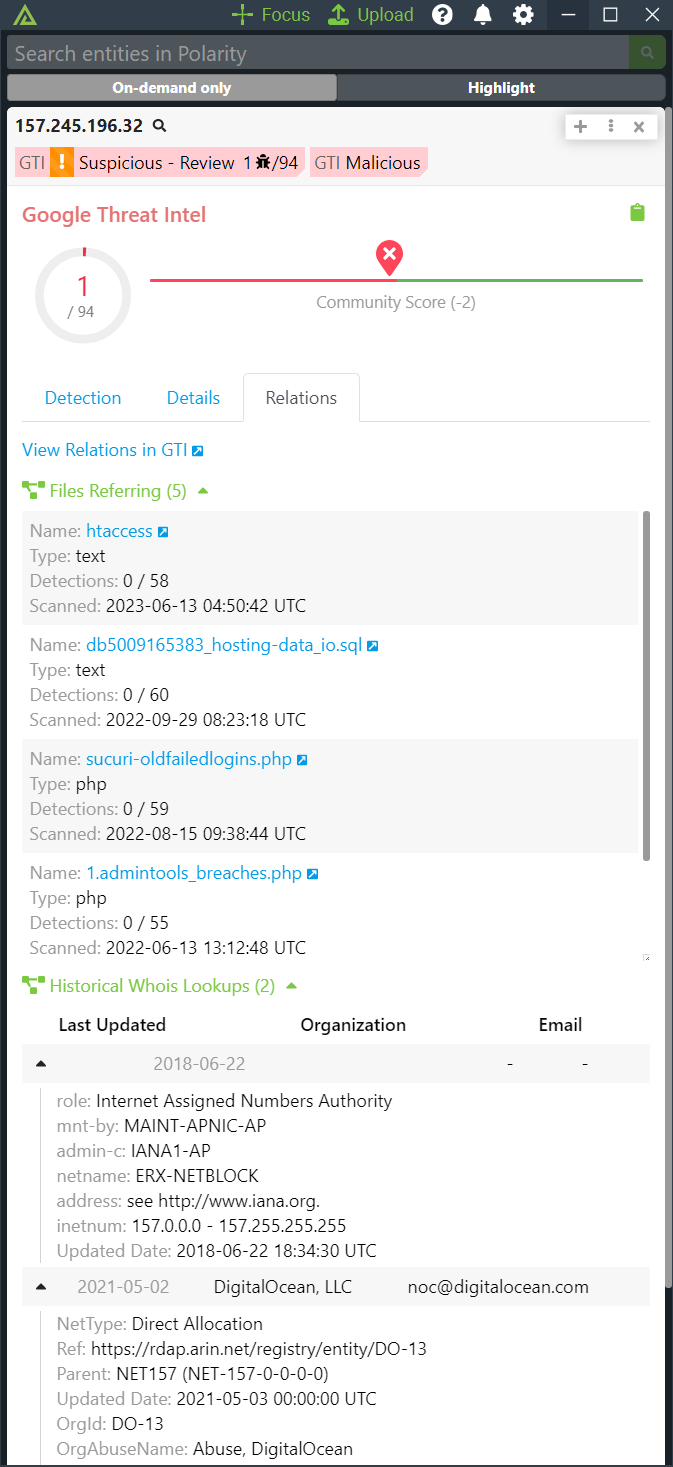 Focus Upload
Search entities in Polarity
On-demand only Highlight
157.245.196.32
GTI ! Suspicious - Review 1 /94 GTI Malicious
Google Threat Intel
1
/ 94
Community Score (-2)
Detection Details Relations
View Relations in GTI
Files Referring (5)
Name: htaccess
Type: text
Detections: 0 / 58
Scanned: 2023-06-13 04:50:42 UTC
Name: db5009165383_hosting-data_io.sql
Type: text
Detections: 0 / 60
Scanned: 2022-09-29 08:23:18 UTC
Name: sucuri-oldfailedlogins.php
Type: php
Detections: 0 / 59
Scanned: 2022-08-15 09:38:44 UTC
Name: 1.admintools_breaches.php
Type: php
Detections: 0 / 55
Scanned: 2022-06-13 13:12:48 UTC
Historical Whois Lookups (2)
Last Updated Organization Email
2018-06-22 - -
role: Internet Assigned Numbers Authority
mnt-by: MAINT-APNIC-AP
admin-c: IANA1-AP
netname: ERX-NETBLOCK
address: see http://www.iana.org.
inetnum: 157.0.0.0 - 157.255.255.255
Updated Date: 2018-06-22 18:34:30 UTC
2021-05-02 DigitalOcean, LLC noc@digitalocean.com
NetType: Direct Allocation
Ref: https://rdap.arin.net/registry/entity/DO-13
Parent: NET157 (NET-157-0-0-0-0)
Updated Date: 2021-05-03 00:00:00 UTC
OrgId: DO-13
OrgAbuseName: Abuse, DigitalOcean